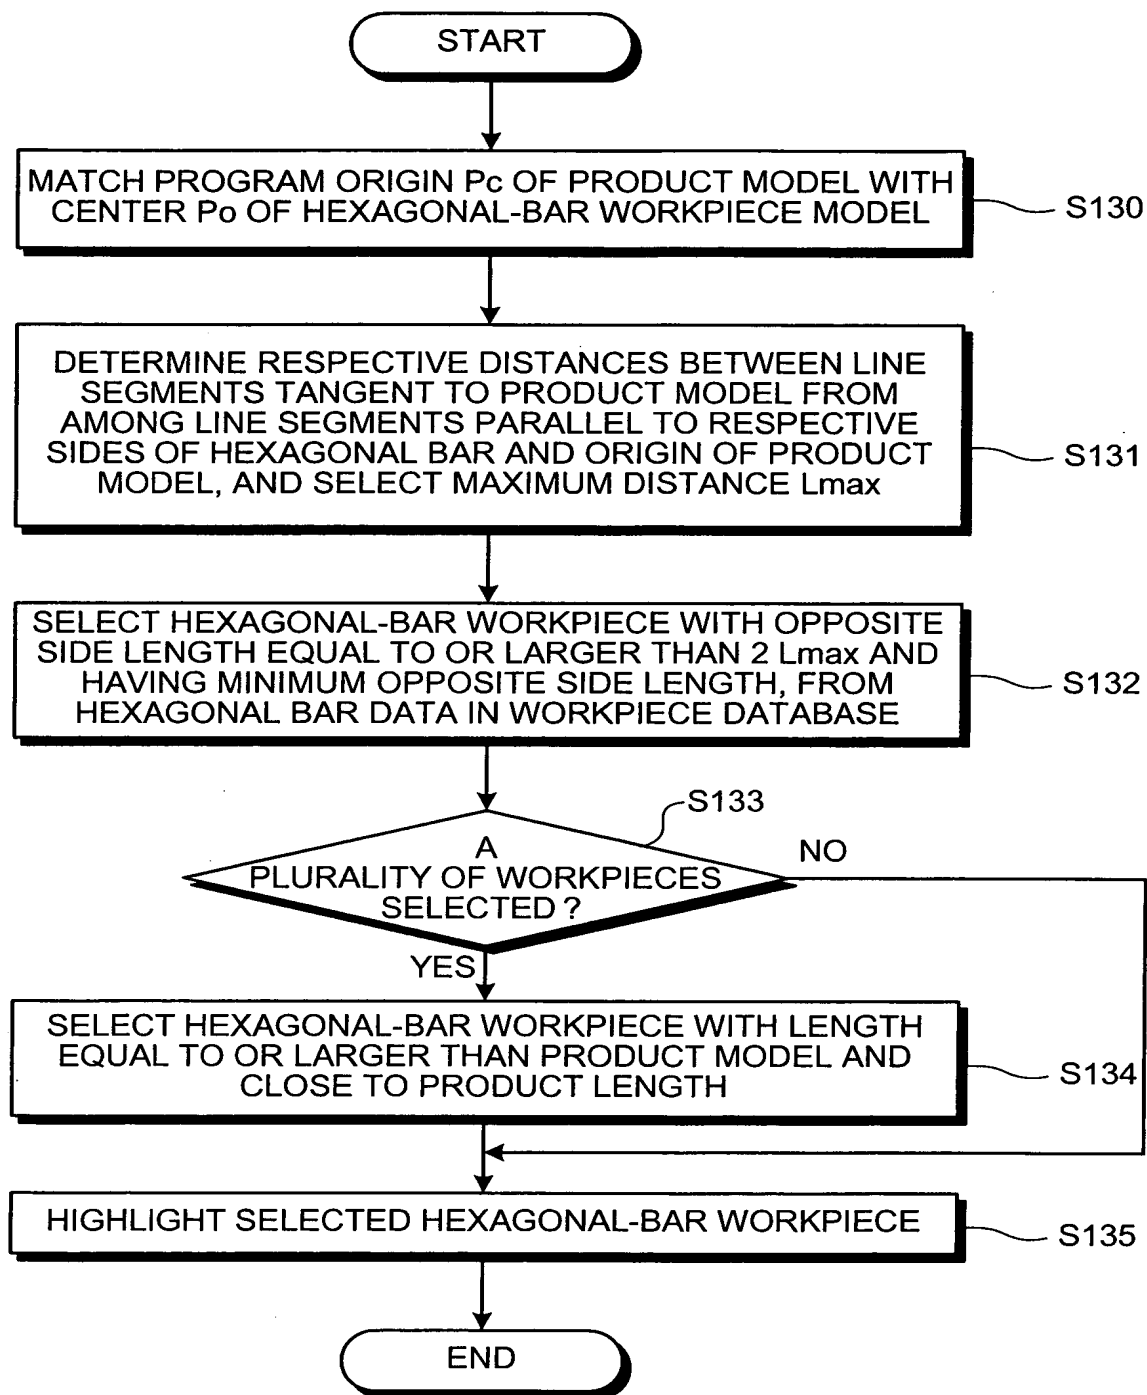 START
MATCH PROGRAM ORIGIN Pc OF PRODUCT MODEL WITH
CENTER Po OF HEXAGONAL-BAR WORKPIECE MODEL
S130
DETERMINE RESPECTIVE DISTANCES BETWEEN LINE
SEGMENTS TANGENT TO PRODUCT MODEL FROM
AMONG LINE SEGMENTS PARALLEL TO RESPECTIVE
SIDES OF HEXAGONAL BAR AND ORIGIN OF PRODUCT
MODEL, AND SELECT MAXIMUM DISTANCE Lmax
S131
SELECT HEXAGONAL-BAR WORKPIECE WITH OPPOSITE
SIDE LENGTH EQUAL TO OR LARGER THAN 2 Lmax AND
HAVING MINIMUM OPPOSITE SIDE LENGTH, FROM
HEXAGONAL BAR DATA IN WORKPIECE DATABASE
S132
S133
A
PLURALITY OF WORKPIECES
SELECTED ?
NO
YES
SELECT HEXAGONAL-BAR WORKPIECE WITH LENGTH
EQUAL TO OR LARGER THAN PRODUCT MODEL AND
CLOSE TO PRODUCT LENGTH
S134
HIGHLIGHT SELECTED HEXAGONAL-BAR WORKPIECE
S135
END